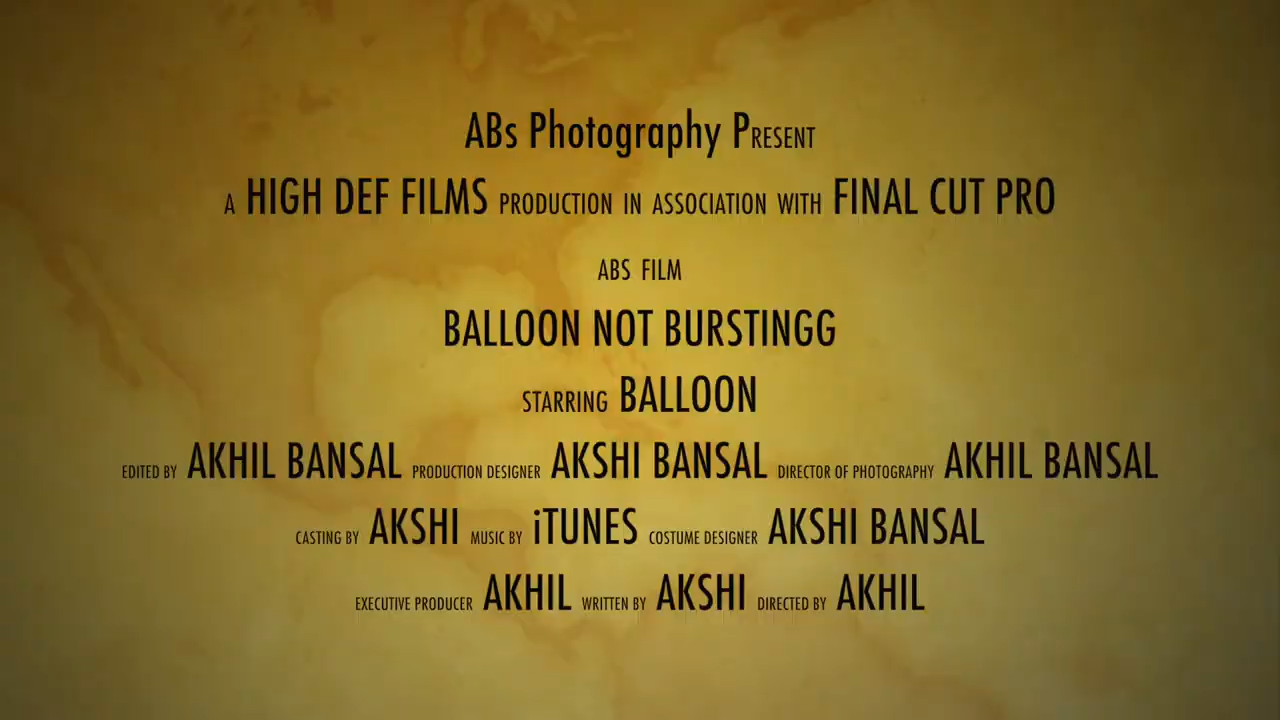 ABs Photography PRESENT
A HIGH DEF FILMS PRODUCTION IN ASSOCIATION WITH FINAL CUT PRO
ABS FILM
BALLOON NOT BURSTINGG
STARRING BALLOON
EDITED BY AKHIL BANSAL PRODUCTION DESIGNER AKSHI BANSAL DIRECTOR OF PHOTOGRAPHY AKHIL BANSAL
CASTING BY AKSHI MUSIC BY iTUNES COSTUME DESIGNER AKSHI BANSAL
EXECUTIVE PRODUCER AKHIL WRITTEN BY AKSHI DIRECTED BY AKHIL